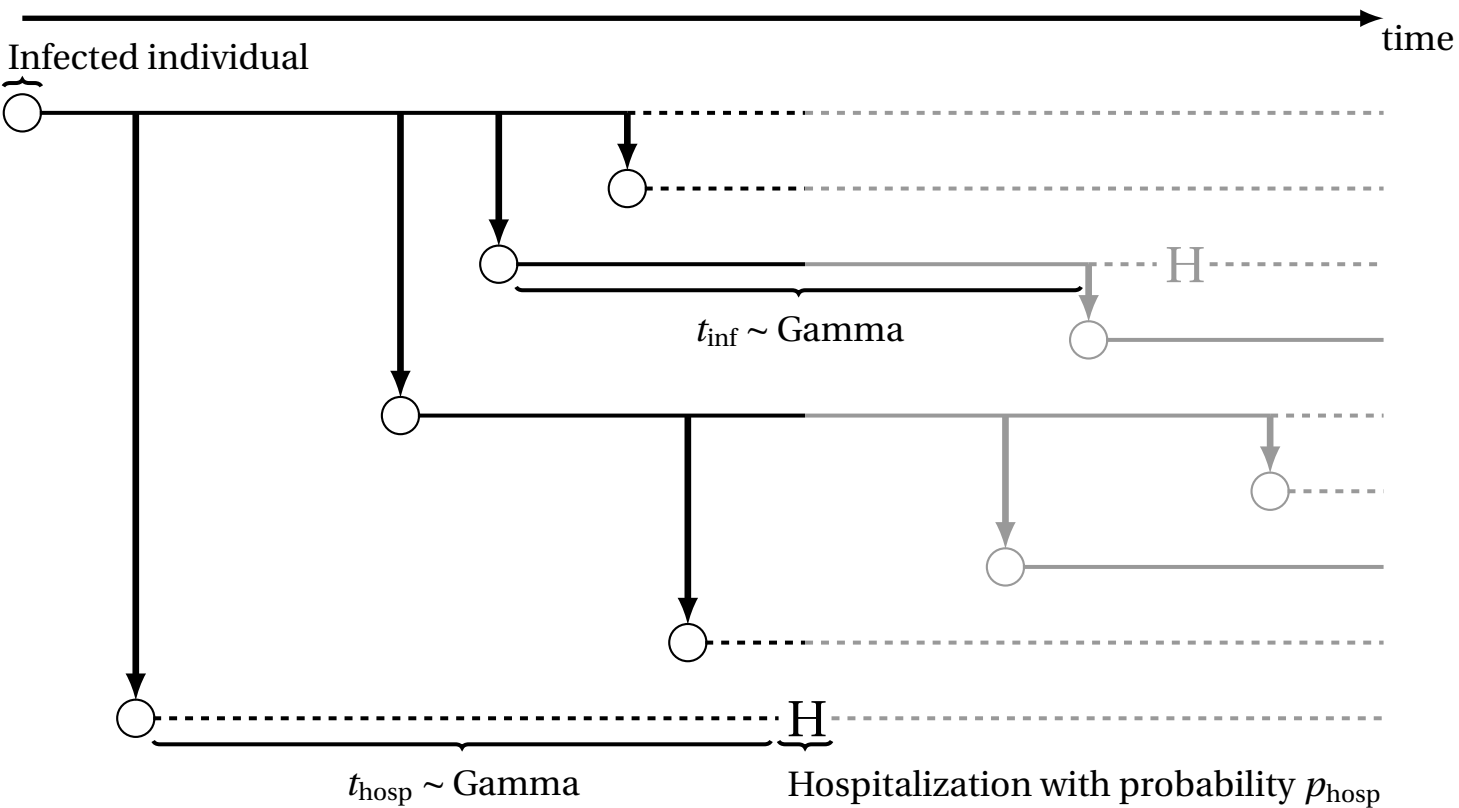 time
Infected individual
H
t_inf ~ Gamma
H
t_hosp ~ Gamma
Hospitalization with probability p_hosp